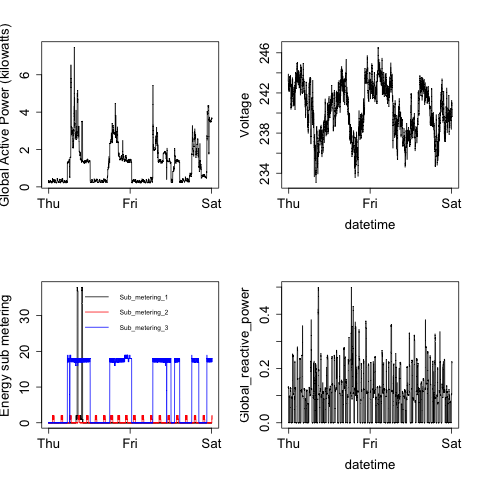 Global Active Power (kilowatts)
0 2 4 6
Thu Fri Sat
Voltage
234 238 242 246
Thu Fri Sat
datetime
Energy sub metering
0 10 20 30
Sub_metering_1
Sub_metering_2
Sub_metering_3
Thu Fri Sat
Global_reactive_power
0.0 0.2 0.4
Thu Fri Sat
datetime